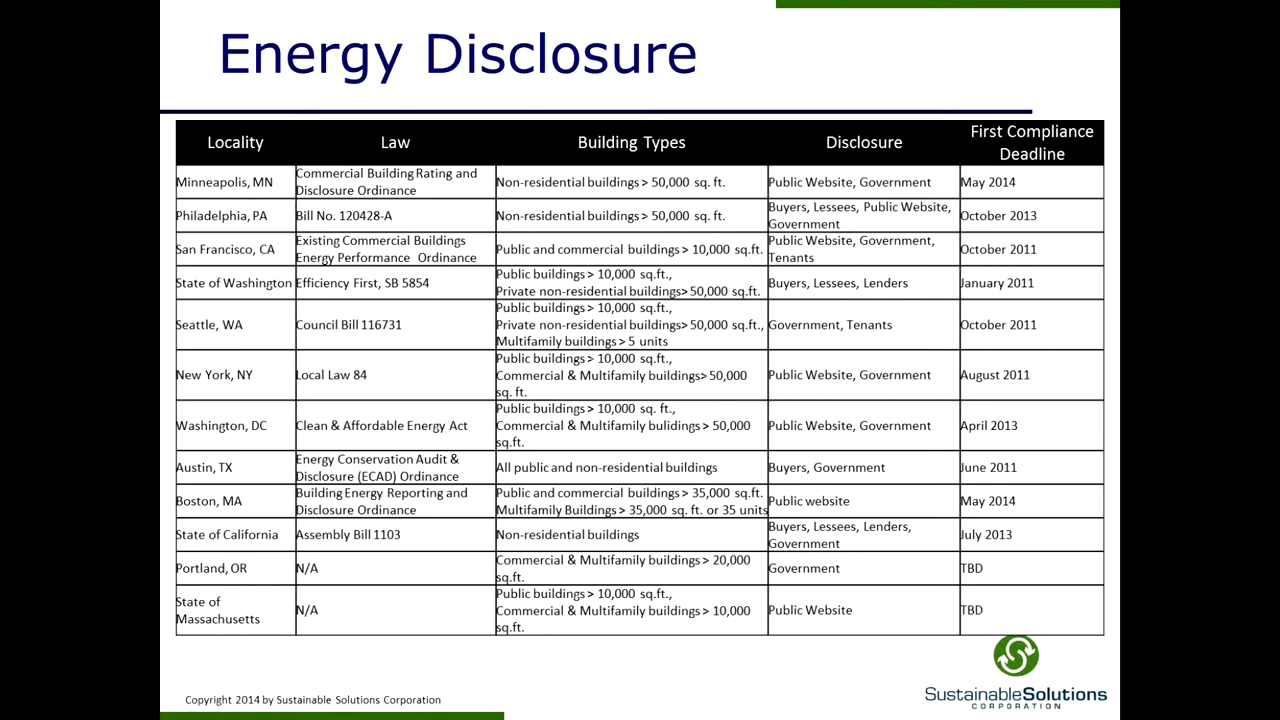 Energy Disclosure
Locality Law Building Types Disclosure First Compliance Deadline
Minneapolis, MN Commercial Building Rating and Disclosure Ordinance Non-residential buildings > 50,000 sq. ft. Public Website, Government May 2014
Philadelphia, PA Bill No. 120428-A Non-residential buildings > 50,000 sq. ft. Buyers, Lessees, Public Website, Government October 2013
San Francisco, CA Existing Commercial Buildings Energy Performance Ordinance Public and commercial buildings > 10,000 sq.ft. Public Website, Government, Tenants October 2011
State of Washington Efficiency First, SB 5854 Public buildings > 10,000 sq.ft., Private non-residential buildings> 50,000 sq.ft. Buyers, Lessees, Lenders January 2011
Seattle, WA Council Bill 116731 Public buildings > 10,000 sq.ft., Private non-residential buildings> 50,000 sq.ft., Multifamily buildings > 5 units Government, Tenants October 2011
New York, NY Local Law 84 Public buildings > 10,000 sq.ft., Commercial & Multifamily buildings> 50,000 sq. ft. Public Website, Government August 2011
Washington, DC Clean & Affordable Energy Act Public buildings > 10,000 sq. ft., Commercial & Multifamily bulidings > 50,000 sq.ft. Public Website, Government April 2013
Austin, TX Energy Conservation Audit & Disclosure (ECAD) Ordinance All public and non-residential buildings Buyers, Government June 2011
Boston, MA Building Energy Reporting and Disclosure Ordinance Public and commercial buildings > 35,000 sq.ft. Multifamily Buildings > 35,000 sq. ft. or 35 units Public website May 2014
State of California Assembly Bill 1103 Non-residential buildings Buyers, Lessees, Lenders, Government July 2013
Portland, OR N/A Commercial & Multifamily buildings > 20,000 sq.ft. Government TBD
State of Massachusetts N/A Public buildings > 10,000 sq.ft., Commercial & Multifamily buildings > 10,000 sq.ft. Public Website TBD
Copyright 2014 by Sustainable Solutions Corporation
SustainableSolutions
CORPORATION